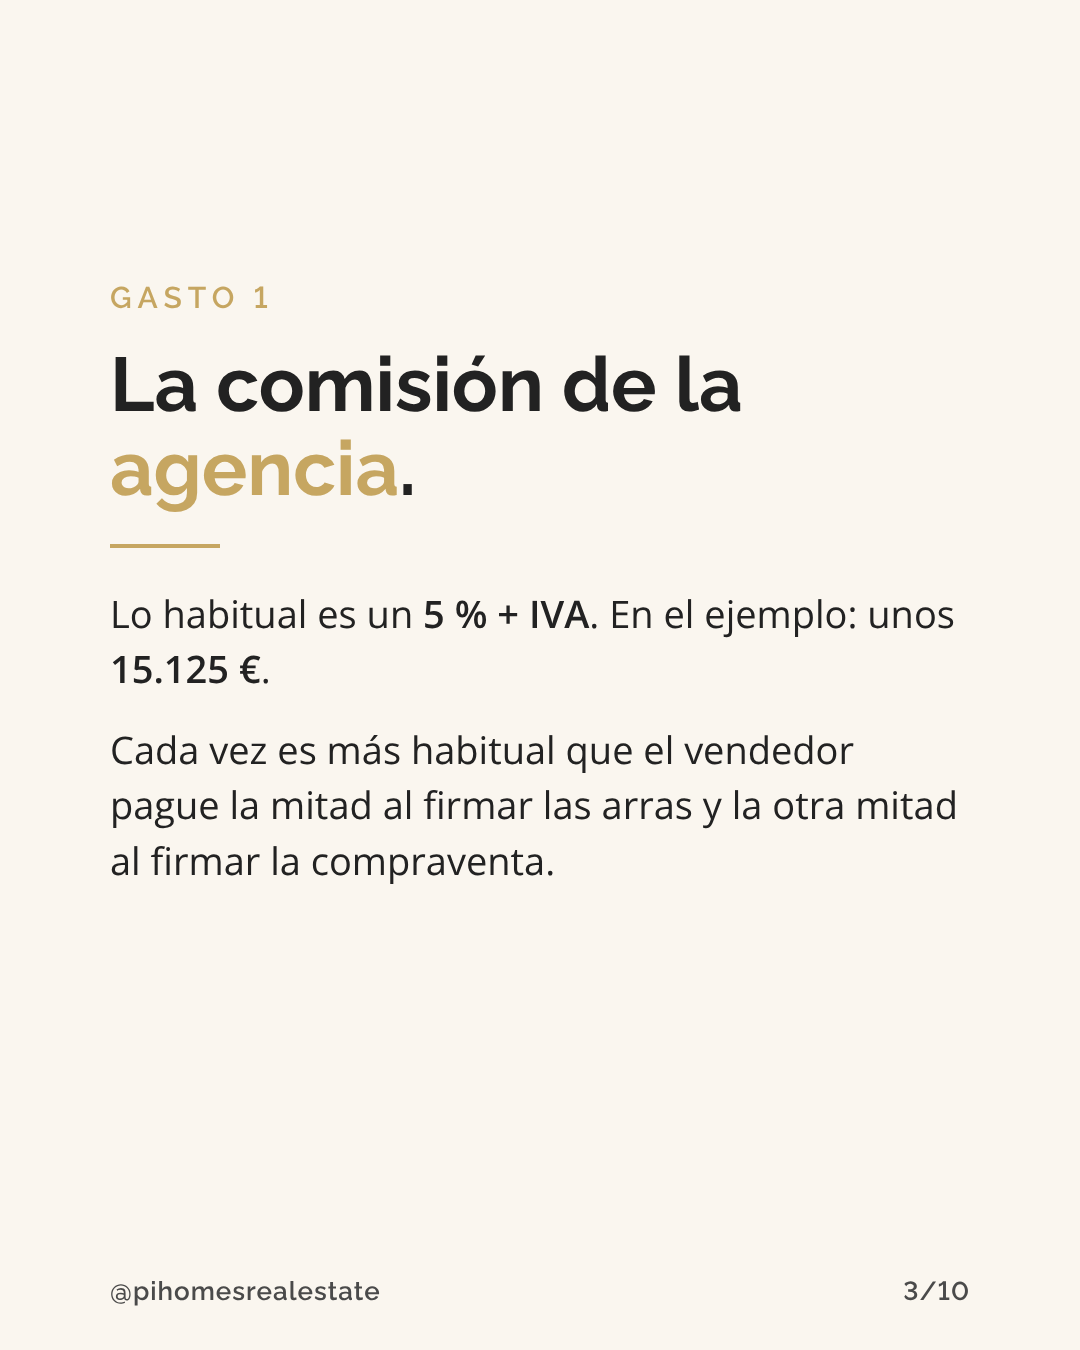 GASTO 1
La comisión de la
agencia.
Lo habitual es un 5 % + IVA. En el ejemplo: unos
15.125 €.
Cada vez es más habitual que el vendedor
pague la mitad al firmar las arras y la otra mitad
al firmar la compraventa.
@pihomesrealestate
3/10